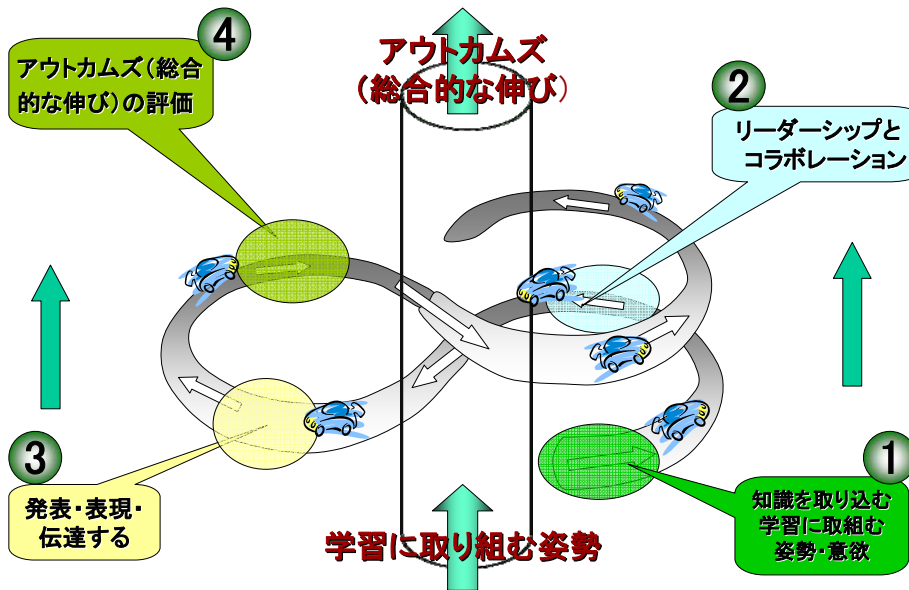 4
アウトカムズ(総合
的な伸び)の評価
アウトカムズ
(総合的な伸び)
2
リーダーシップと
コラボレーション
3
発表・表現・
伝達する
学習に取り組む姿勢
1
知識を取り込む
学習に取組む
姿勢・意欲